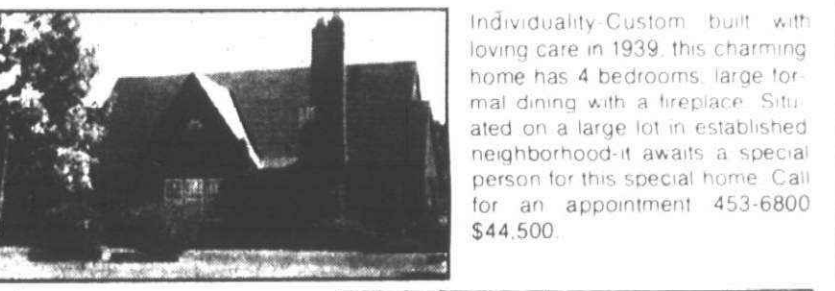 Individuality-Custom built with
loving care in 1939, this charming
home has 4 bedrooms, large for-
mal dining with a fireplace. Situ-
ated on a large lot in established
neighborhood-it awaits a special
person for this special home. Call
for an appointment 453-6800
$44,500.